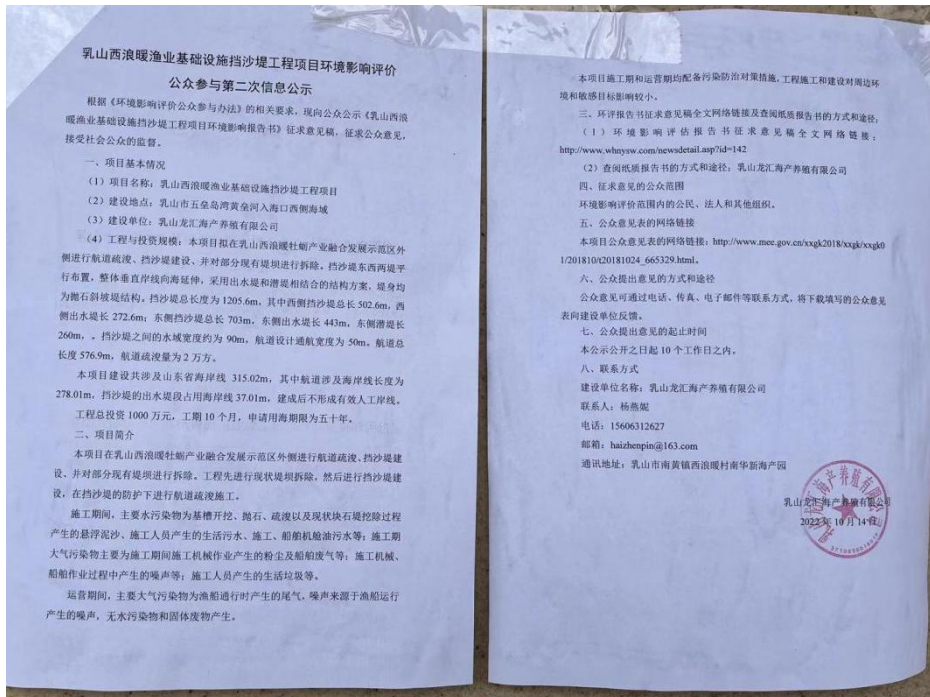 乳山西浪暖渔业基础设施挡沙堤工程项目环境影响评价
公众参与第二次信息公示
根据《环境影响评价公众参与办法》的相关要求，现向公众公示《乳山西浪
暖渔业基础设施挡沙堤工程项目环境影响报告书》征求意见稿，征求公众意见，
接受社会公众的监督。
一、项目基本情况
（1）项目名称：乳山西浪暖渔业基础设施挡沙堤工程项目
（2）建设地点：乳山市五垒岛湾黄垒河入海口西侧海域
（3）建设单位：乳山龙汇海产养殖有限公司
（4）工程与投资规模：本项目拟在乳山西浪暖牡蛎产业融合发展示范区外
侧进行航道疏浚、挡沙堤建设、并对部分现有堤坝进行拆除。挡沙堤东西两堤平
行布置，整体垂直岸线向海延伸，采用出水堤和潜堤相结合的结构方案，堤身均
为抛石斜坡堤结构。挡沙堤总长度为1205.6m，其中西侧挡沙堤总长502.6m，西
侧出水堤长272.6m；东侧挡沙堤总长703m，东侧出水堤长443m，东侧潜堤长
260m，。挡沙堤之间的水域宽度约为90m，航道设计通航宽度为50m。航道总
长度576.9m，航道疏浚量为2万方。
本项目建设共涉及山东省海岸线315.02m，其中航道涉及海岸线长度为
278.01m，挡沙堤的出水堤段占用海岸线37.01m，建成后不形成有效人工岸线。
工程总投资1000万元，工期10个月，申请用海期限为五十年。
二、项目简介
本项目在乳山西浪暖牡蛎产业融合发展示范区外侧进行航道疏浚、挡沙堤建
设、并对部分现有堤坝进行拆除。工程先进行现状堤坝拆除，然后进行挡沙堤建
设，在挡沙堤的防护下进行航道疏浚施工。
施工期间，主要水污染物为基槽开挖、抛石、疏浚以及现状块石堤挖除过程
产生的悬浮泥沙、施工人员产生的生活污水、施工、船舶机舱油污水等；施工期
大气污染物主要为施工期间施工机械作业产生的粉尘及船舶废气等；施工机械、
船舶作业过程中产生的噪声等；施工人员产生的生活垃圾等。
运营期间，主要大气污染物为渔船通行时产生的尾气，噪声来源于渔船运行
产生的噪声，无水污染物和固体废物产生。
本项目施工期和运营期均配备污染防治对策措施，工程施工和建设对周边环
境和敏感目标影响较小。
三、环评报告书征求意见稿全文网络链接及查阅纸质报告书的方式和途径：
（1）环境影响评估报告书征求意见稿全文网络链接：
http://www.whnysw.com/newsdetail.asp?id=142
（2）查阅纸质报告书的方式和途径：乳山龙汇海产养殖有限公司
四、征求意见的公众范围
环境影响评价范围内的公民、法人和其他组织。
五、公众意见表的网络链接
本项目公众意见表的网络链接：http://www.mee.gov.cn/xxgk2018/xxgk/xxgk0
1/201810/t20181024_665329.html。
六、公众提出意见的方式和途径
公众意见可通过电话、传真、电子邮件等联系方式，将下载填写的公众意见
表向建设单位反馈。
七、公众提出意见的起止时间
本公示公开之日起10个工作日之内。
八、联系方式
建设单位名称：乳山龙汇海产养殖有限公司
联系人：杨燕妮
电话：15606312627
邮箱：haizhenpin@163.com
通讯地址：乳山市南黄镇西浪暖村南华新海产园
乳山龙汇海产养殖有限公司
2022年10月14日